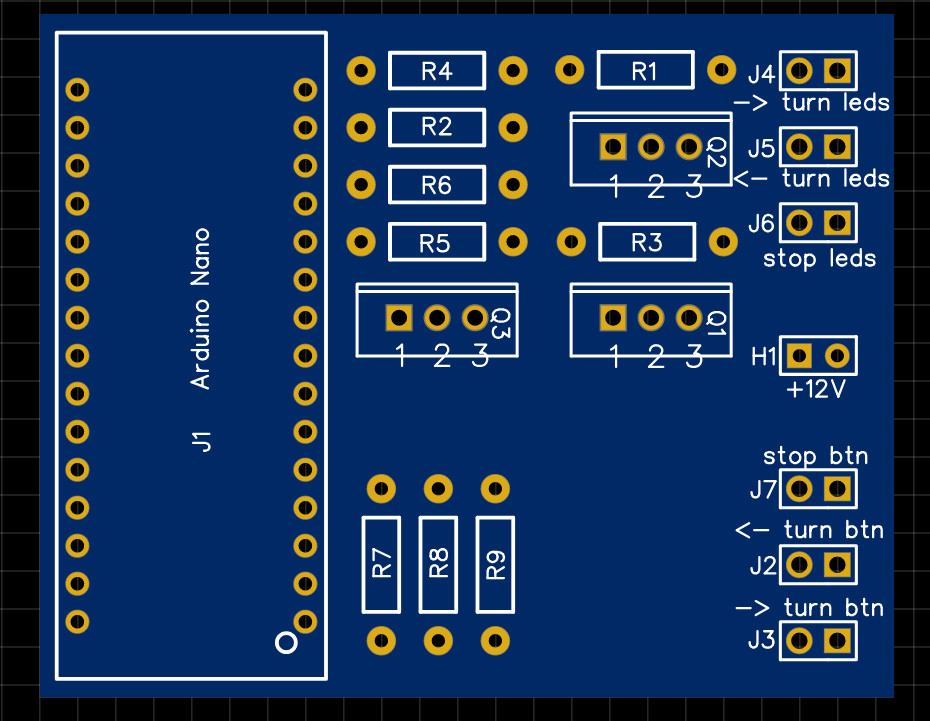 R4
R1
J4
-> turn leds
R2
Q2
J5
1 2 3
<- turn leds
R6
J6
R5
R3
stop leds
Arduino Nano
J1
Q3
1 2 3
Q1
1 2 3
H1
+12V
stop btn
J7
<- turn btn
R7
R8
R9
J2
-> turn btn
J3